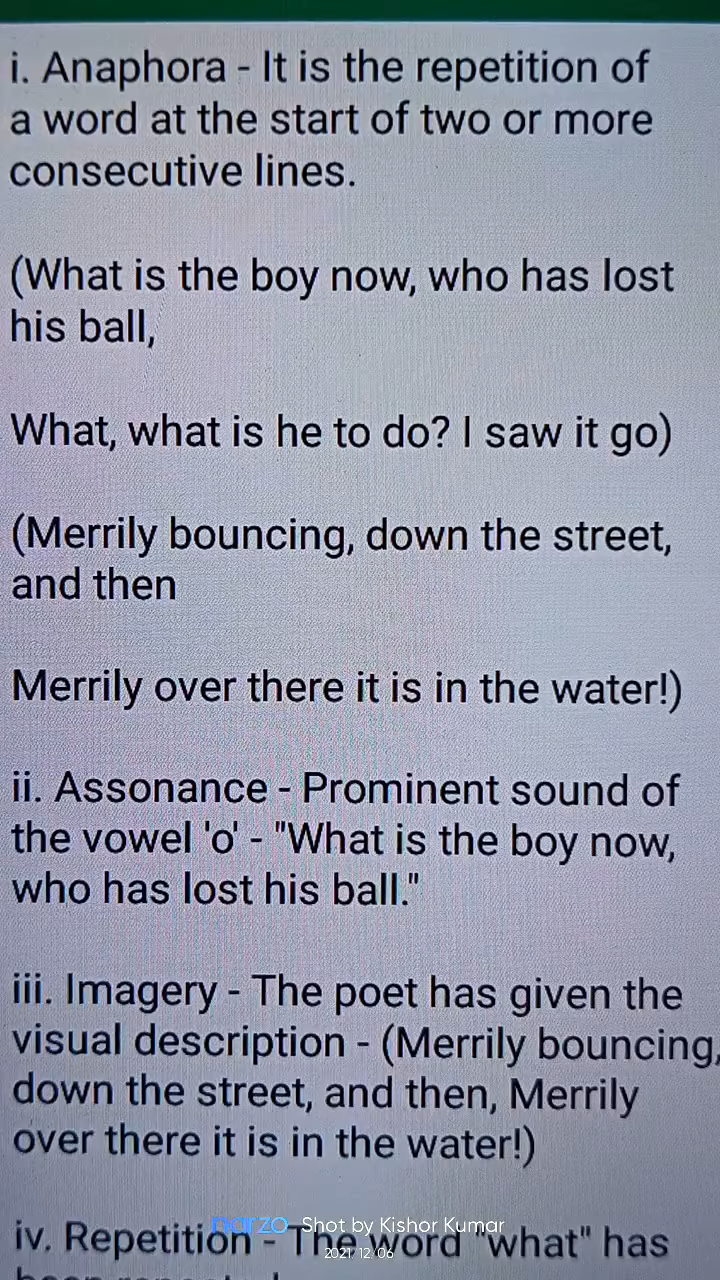 i. Anaphora - It is the repetition of
a word at the start of two or more
consecutive lines.
(What is the boy now, who has lost
his ball,
What, what is he to do? I saw it go)
(Merrily bouncing, down the street,
and then
Merrily over there it is in the water!)
ii. Assonance - Prominent sound of
the vowel 'o' - "What is the boy now,
who has lost his ball."
iii. Imagery - The poet has given the
visual description - (Merrily bouncing,
down the street, and then, Merrily
over there it is in the water!)
iv. Repetition - The word "what" has
narzo Shot by Kishor Kumar
2021/12/06